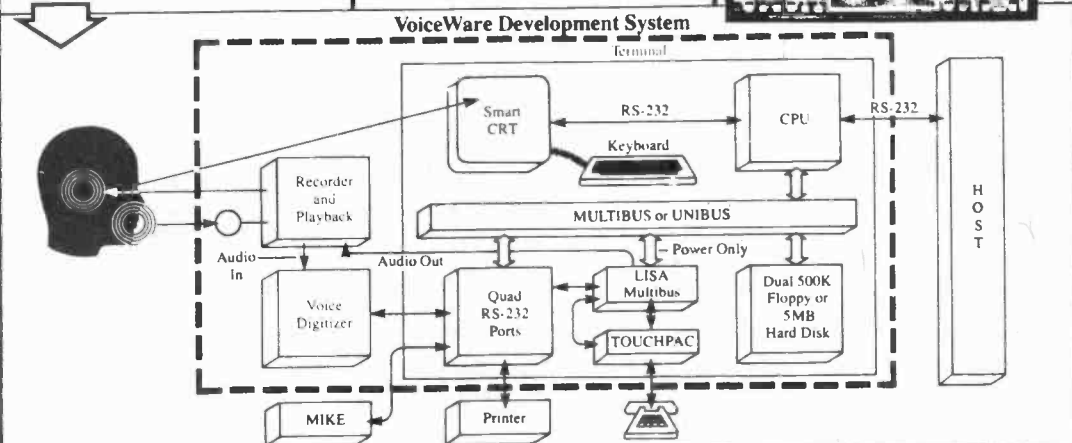 VoiceWare Development System
Terminal
Smart
CRT
RS-232
CPU
RS-232
Keyboard
Recorder
and
Playback
HOST
MULTIBUS or UNIBUS
Audio
In
Audio Out
Power Only
Voice
Digitizer
Quad
RS-232
Ports
LISA
Multibus
Dual 500K
Floppy or
5MB
Hard Disk
TOUCHPAC
MIKE
Printer